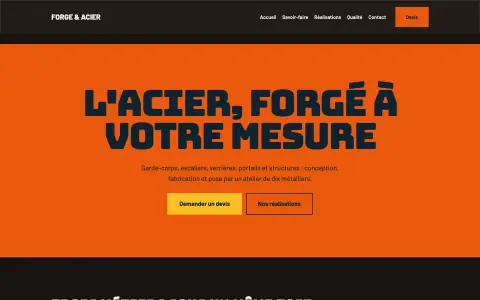 FORGE & ACIER
Accueil Savoir-faire Réalisations Qualité Contact Devis
L'ACIER, FORGÉ À
VOTRE MESURE
Garde-corps, escaliers, verrières, portails et structures : conception,
fabrication et pose par un atelier de dix métalliers.
Demander un devis Nos réalisations